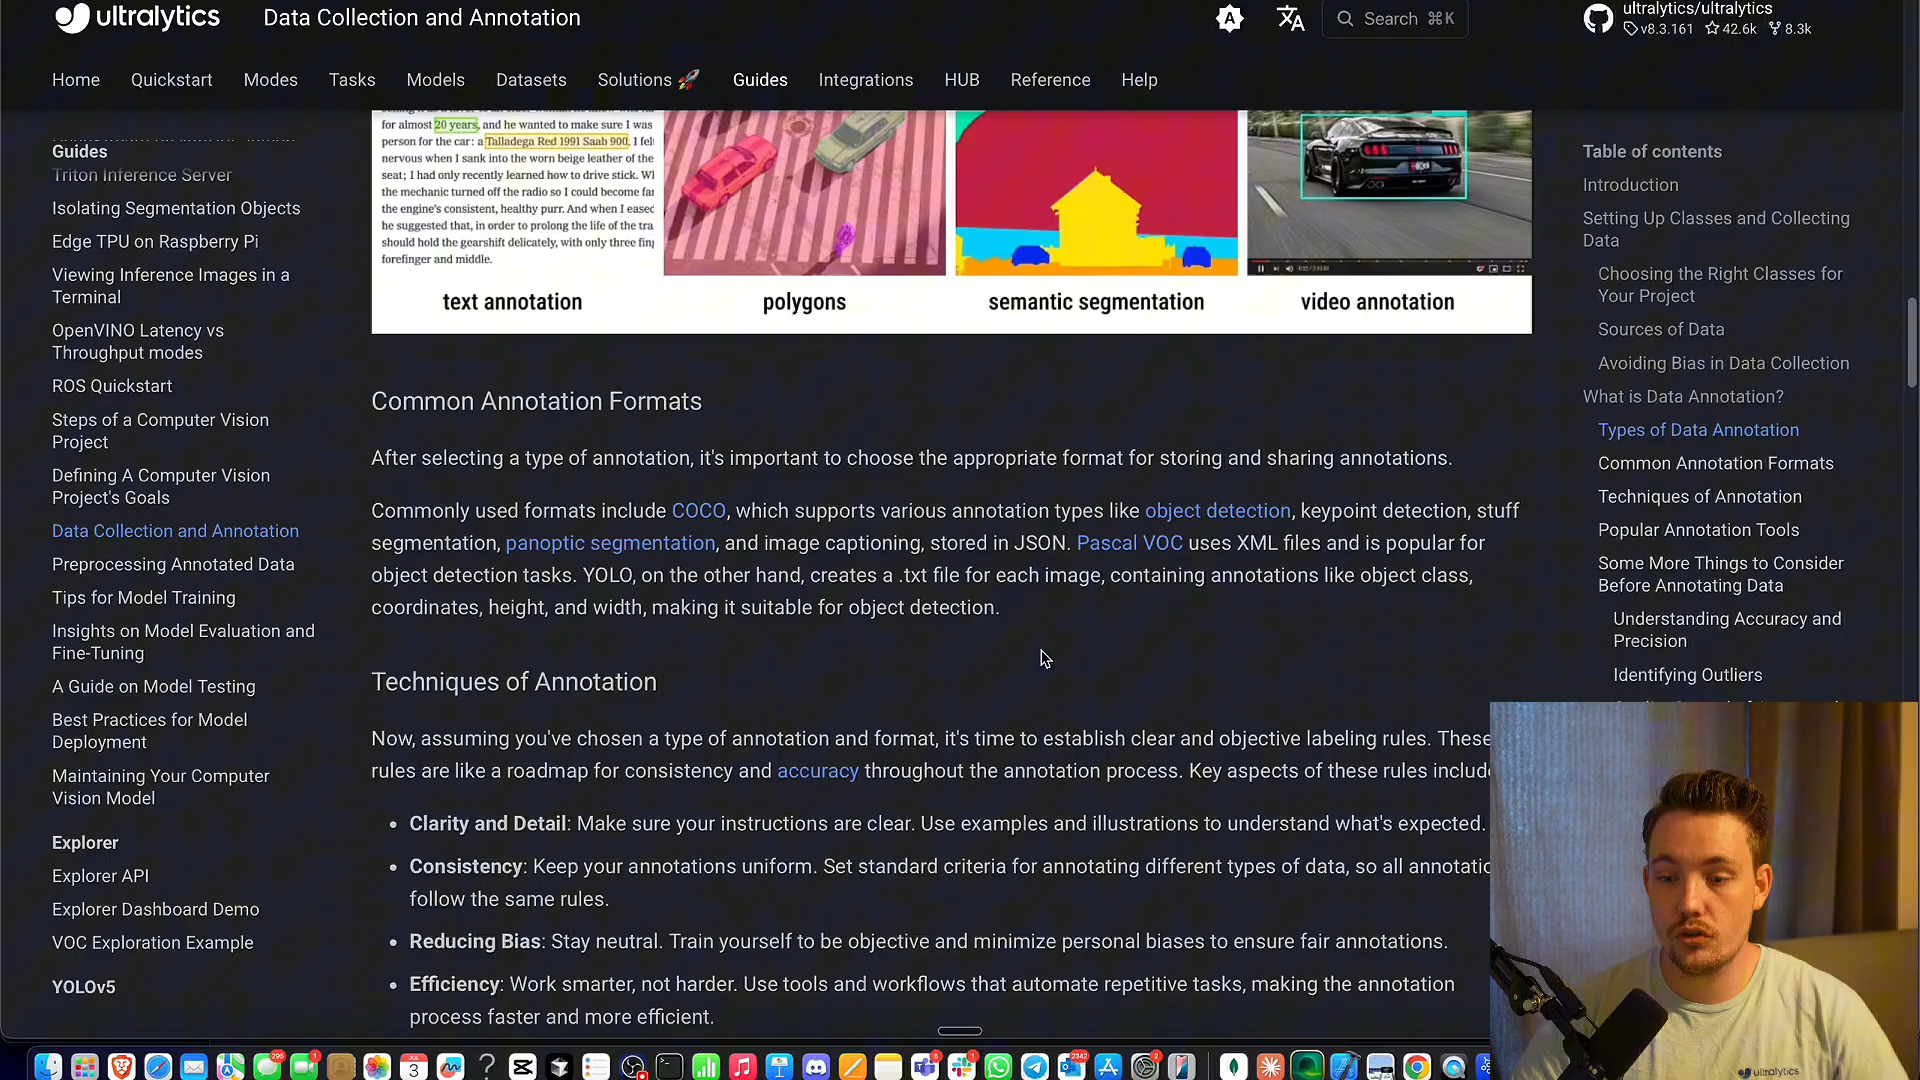 ultralytics
Data Collection and Annotation
Search ⌘K
ultralytics/ultralytics
v8.3.161 42.6k 8.3k
Home Quickstart Modes Tasks Models Datasets Solutions 🚀 Guides Integrations HUB Reference Help
Guides
Triton Inference Server
Isolating Segmentation Objects
Edge TPU on Raspberry Pi
Viewing Inference Images in a
Terminal
OpenVINO Latency vs
Throughput modes
ROS Quickstart
Steps of a Computer Vision
Project
Defining A Computer Vision
Project's Goals
Data Collection and Annotation
Preprocessing Annotated Data
Tips for Model Training
Insights on Model Evaluation and
Fine-Tuning
A Guide on Model Testing
Best Practices for Model
Deployment
Maintaining Your Computer
Vision Model
Explorer
Explorer API
Explorer Dashboard Demo
VOC Exploration Example
YOLOv5
for almost 20 years, and he wanted to make sure I was
person for the car: a Talladega Red 1991 Saab 900. I fel
nervous when I sank into the worn beige leather of the
seat; I had only recently learned how to drive stick. Wh
the mechanic turned off the radio so I could become fam
the engine's consistent, healthy purr. And when I eased
he suggested that, in order to prolong the life of the tra
should hold the gearshift delicately, with only three fing
forefinger and middle.
text annotation polygons semantic segmentation video annotation
Common Annotation Formats
After selecting a type of annotation, it's important to choose the appropriate format for storing and sharing annotations.
Commonly used formats include COCO, which supports various annotation types like object detection, keypoint detection, stuff
segmentation, panoptic segmentation, and image captioning, stored in JSON. Pascal VOC uses XML files and is popular for
object detection tasks. YOLO, on the other hand, creates a .txt file for each image, containing annotations like object class,
coordinates, height, and width, making it suitable for object detection.
Techniques of Annotation
Now, assuming you've chosen a type of annotation and format, it's time to establish clear and objective labeling rules. These
rules are like a roadmap for consistency and accuracy throughout the annotation process. Key aspects of these rules include
• Clarity and Detail: Make sure your instructions are clear. Use examples and illustrations to understand what's expected.
• Consistency: Keep your annotations uniform. Set standard criteria for annotating different types of data, so all annotatio
follow the same rules.
• Reducing Bias: Stay neutral. Train yourself to be objective and minimize personal biases to ensure fair annotations.
• Efficiency: Work smarter, not harder. Use tools and workflows that automate repetitive tasks, making the annotation
process faster and more efficient.
Table of contents
Introduction
Setting Up Classes and Collecting
Data
Choosing the Right Classes for
Your Project
Sources of Data
Avoiding Bias in Data Collection
What is Data Annotation?
Types of Data Annotation
Common Annotation Formats
Techniques of Annotation
Popular Annotation Tools
Some More Things to Consider
Before Annotating Data
Understanding Accuracy and
Precision
Identifying Outliers
ultralytics